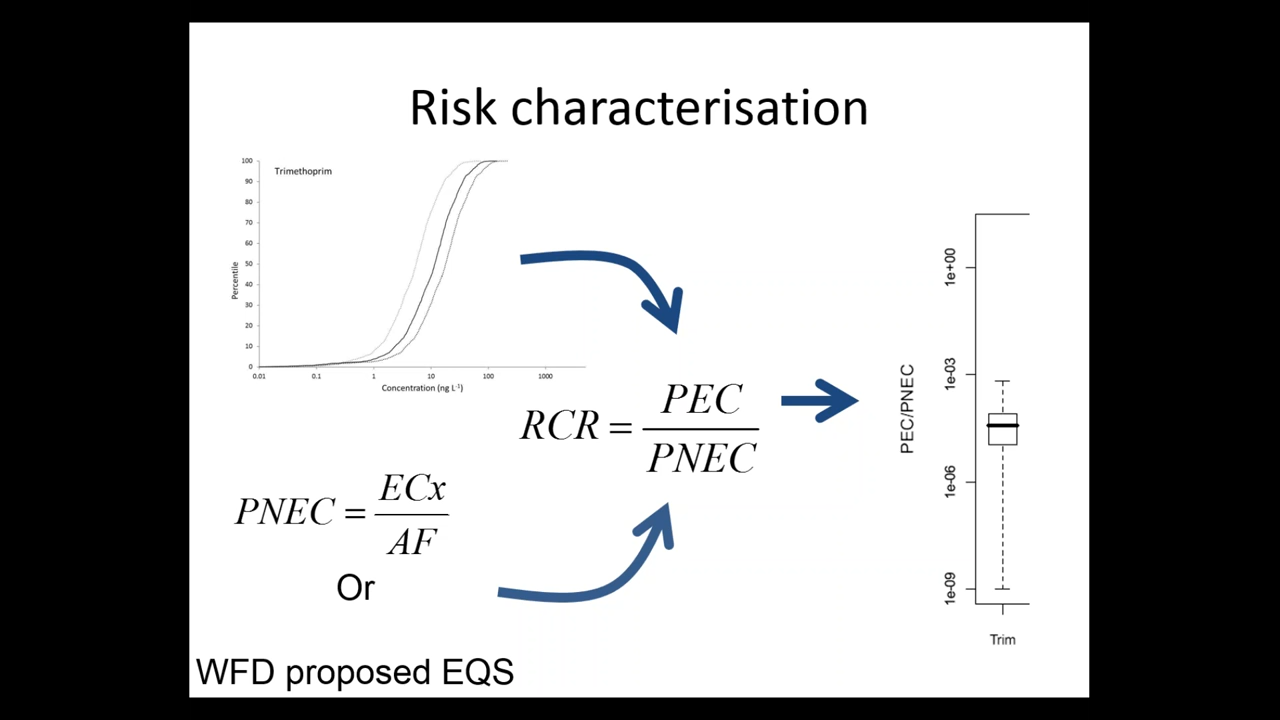 Risk characterisation
Trimethoprim
100
90
80
70
60
50
40
30
20
10
0
Percentile
0.01 0.1 1 10 100 1000
Concentration (ng L⁻¹)
RCR = PEC / PNEC
PNEC = ECx / AF
Or
WFD proposed EQS
PEC/PNEC
1e+00
1e-03
1e-06
1e-09
Trim